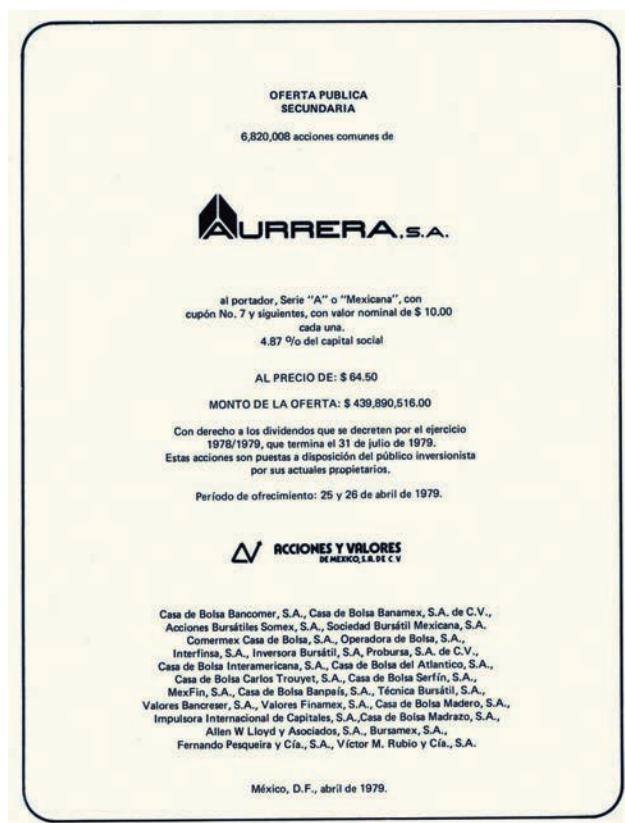 OFERTA PUBLICA
SECUNDARIA
6,820,008 acciones comunes de
AURRERA, S.A.
al portador, Serie "A" o "Mexicana", con
cupón No. 7 y siguientes, con valor nominal de $ 10.00
cada una.
4.87 % del capital social
AL PRECIO DE: $ 64.50
MONTO DE LA OFERTA: $ 439,890,516.00
Con derecho a los dividendos que se decreten por el ejercicio
1978/1979, que termina el 31 de julio de 1979.
Estas acciones son puestas a disposición del público inversionista
por sus actuales propietarios.
Período de ofrecimiento: 25 y 26 de abril de 1979.
ACCIONES Y VALORES
DE MEXICO, S.A. DE C V
Casa de Bolsa Bancomer, S.A., Casa de Bolsa Banamex, S.A. de C.V.,
Acciones Bursátiles Somex, S.A., Sociedad Bursátil Mexicana, S.A.
Comermex Casa de Bolsa, S.A., Operadora de Bolsa, S.A.,
Interfinsa, S.A., Inversora Bursátil, S.A, Probursa, S.A. de C.V.,
Casa de Bolsa Interamericana, S.A., Casa de Bolsa del Atlantico, S.A.,
Casa de Bolsa Carlos Trouyet, S.A., Casa de Bolsa Serfín, S.A.,
MexFin, S.A., Casa de Bolsa Banpaís, S.A., Técnica Bursátil, S.A.,
Valores Bancreser, S.A., Valores Finamex, S.A., Casa de Bolsa Madero, S.A.,
Impulsora Internacional de Capitales, S.A.,Casa de Bolsa Madrazo, S.A.,
Allen W Lloyd y Asociados, S.A., Bursamex, S.A.,
Fernando Pesqueira y Cía., S.A., Víctor M. Rubio y Cía., S.A.
México, D.F., abril de 1979.